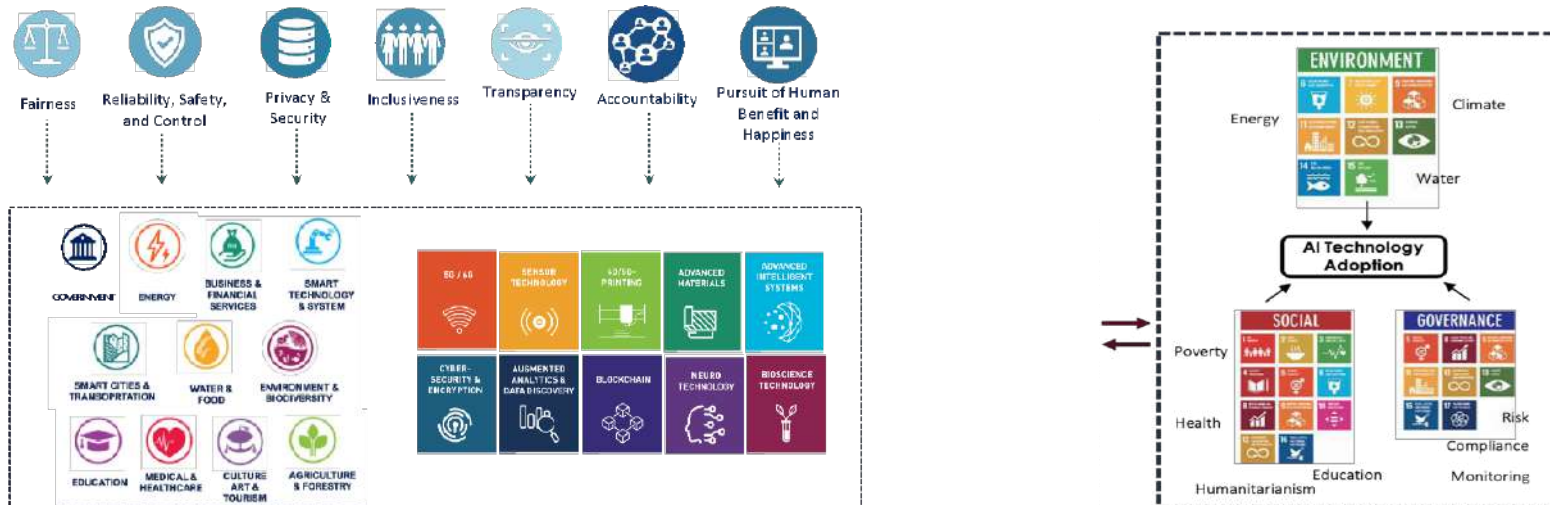 Fairness
Reliability, Safety,
and Control
Privacy &
Security
Inclusiveness
Transparency
Accountability
Pursuit of Human
Benefit and
Happiness
GOVERNMENT
ENERGY
BUSINESS &
FINANCIAL
SERVICES
SMART
TECHNOLOGY
& SYSTEM
SMART CITIES &
TRANSOPRTATION
WATER &
FOOD
ENVIRONMENT &
BIODIVERSITY
EDUCATION
MEDICAL &
HEALTHCARE
CULTURE
ART &
TOURISM
AGRICULTURE
& FORESTRY
5G / 6G
SENSOR
TECHNOLOGY
4D/5D-
PRINTING
ADVANCED
MATERIALS
ADVANCED
INTELLIGENT
SYSTEMS
CYBER-
SECURITY &
ENCRYPTION
AUGMENTED
ANALYTICS &
DATA DISCOVERY
BLOCKCHAIN
NEURO
TECHNOLOGY
BIOSCIENCE
TECHNOLOGY
ENVIRONMENT
Energy
Climate
Water
AI Technology
Adoption
SOCIAL
Poverty
Health
Education
Humanitarianism
GOVERNANCE
Risk
Compliance
Monitoring